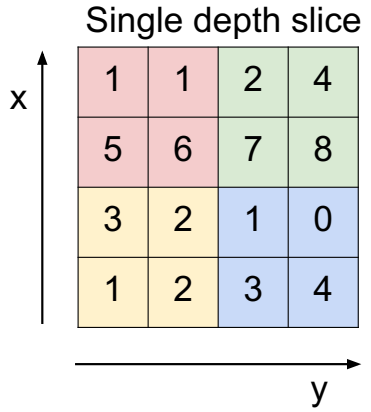 Single depth slice
x
1 1 2 4
5 6 7 8
3 2 1 0
1 2 3 4
y